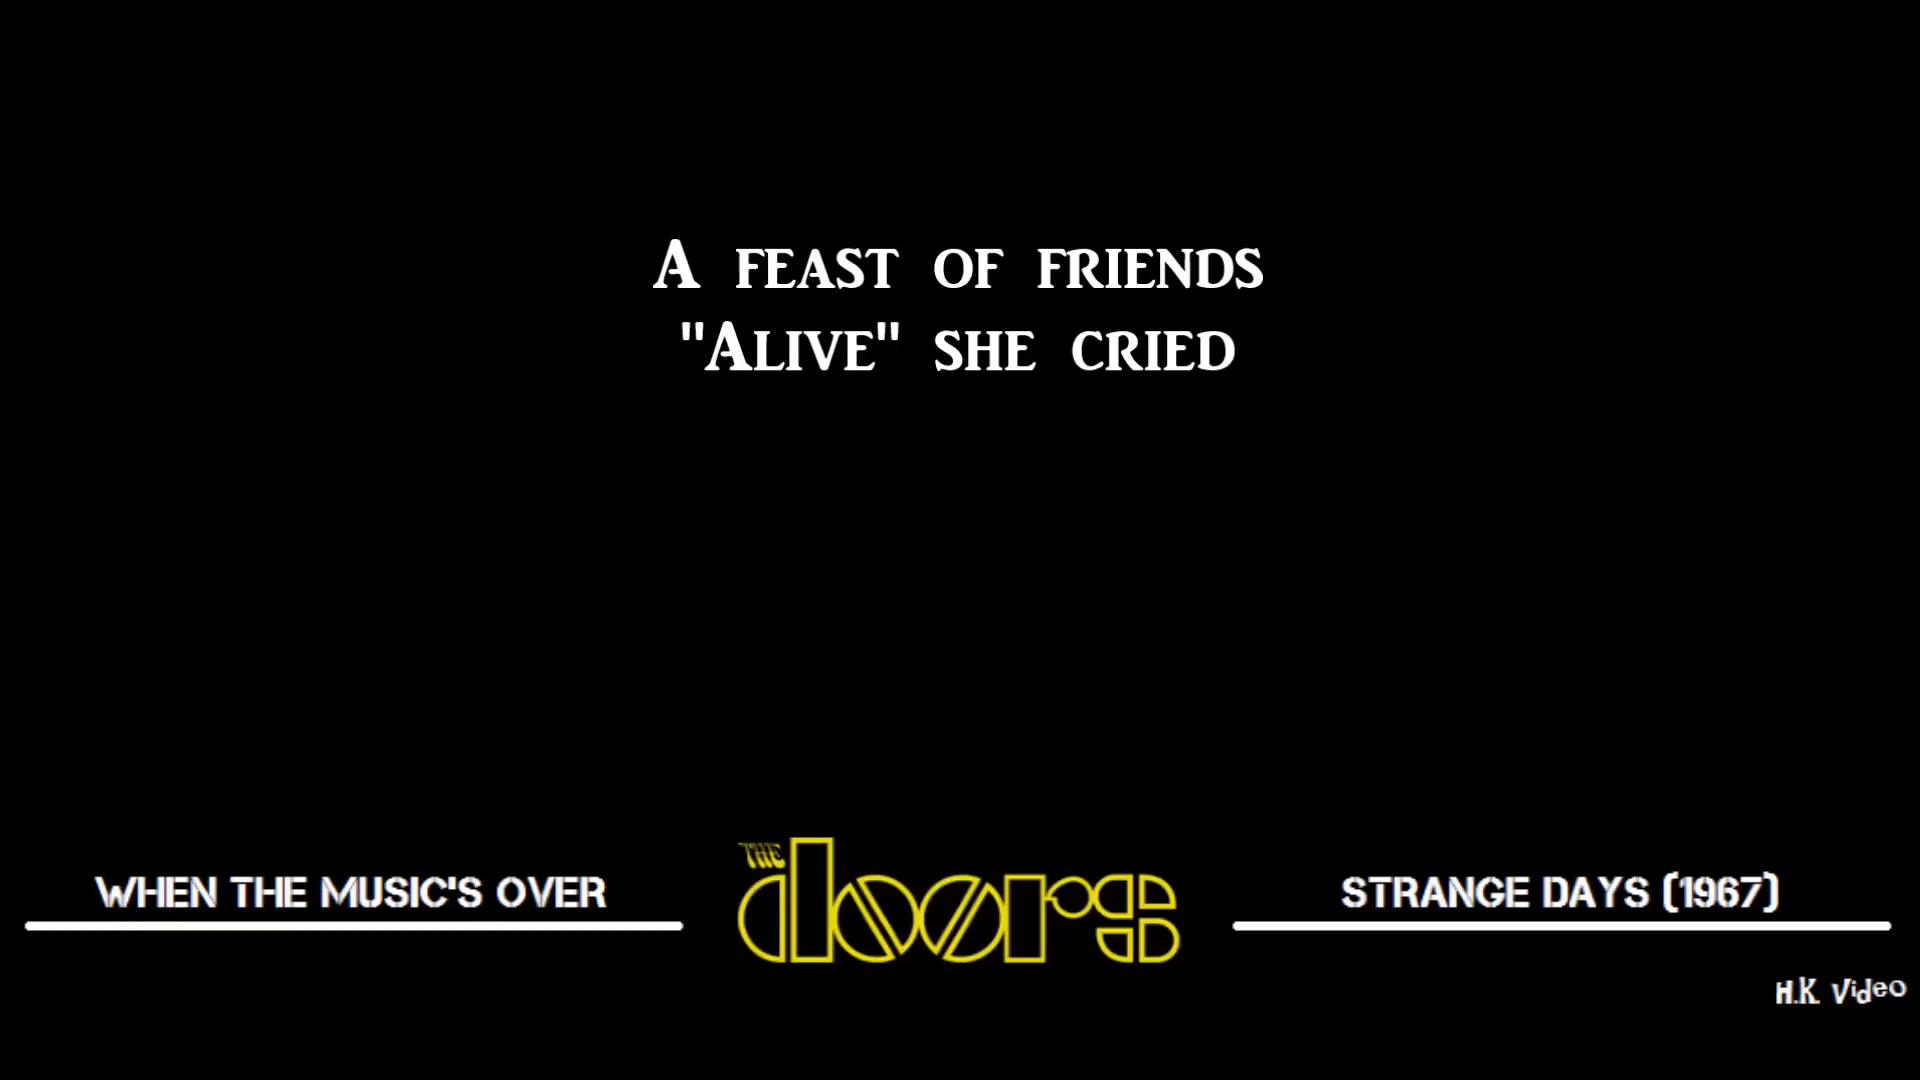 A FEAST OF FRIENDS
"ALIVE" SHE CRIED
WHEN THE MUSIC'S OVER
THE doors
STRANGE DAYS (1967)
H.K. Video